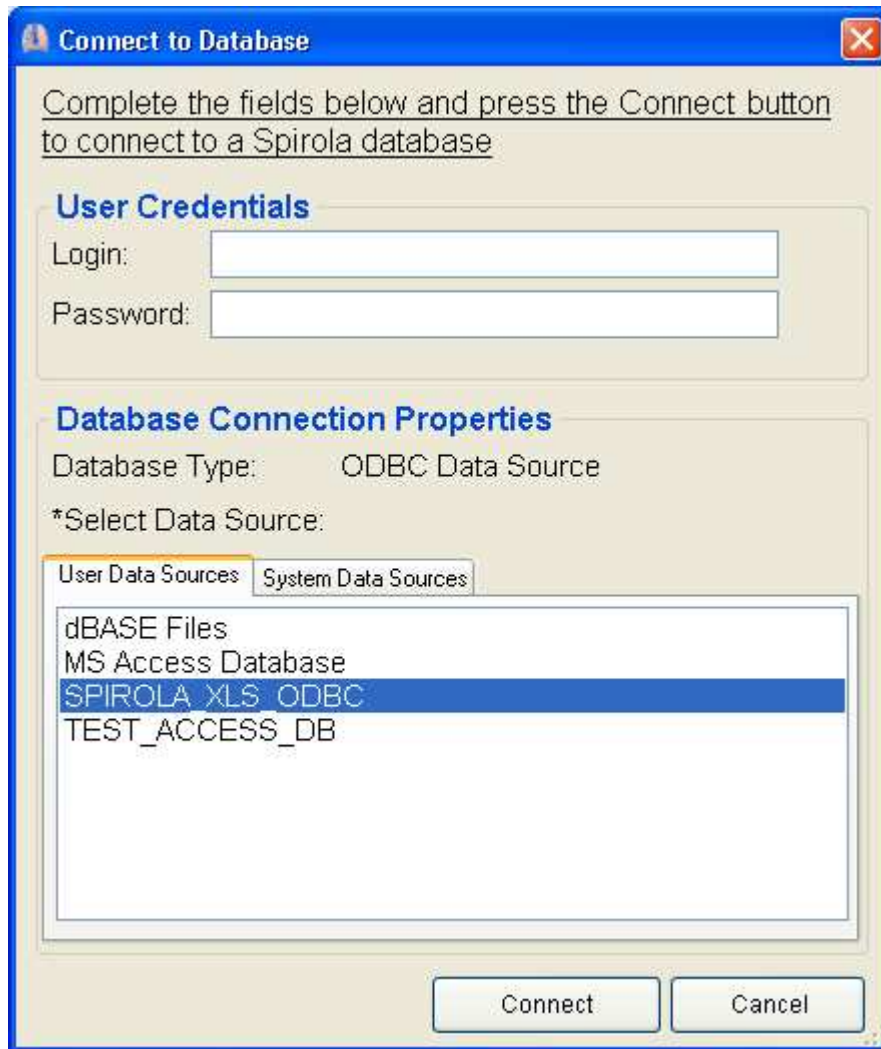 Connect to Database
Complete the fields below and press the Connect button
to connect to a Spirola database
User Credentials
Login:
Password:
Database Connection Properties
Database Type: ODBC Data Source
*Select Data Source:
User Data Sources System Data Sources
dBASE Files
MS Access Database
SPIROLA_XLS_ODBC
TEST_ACCESS_DB
Connect Cancel